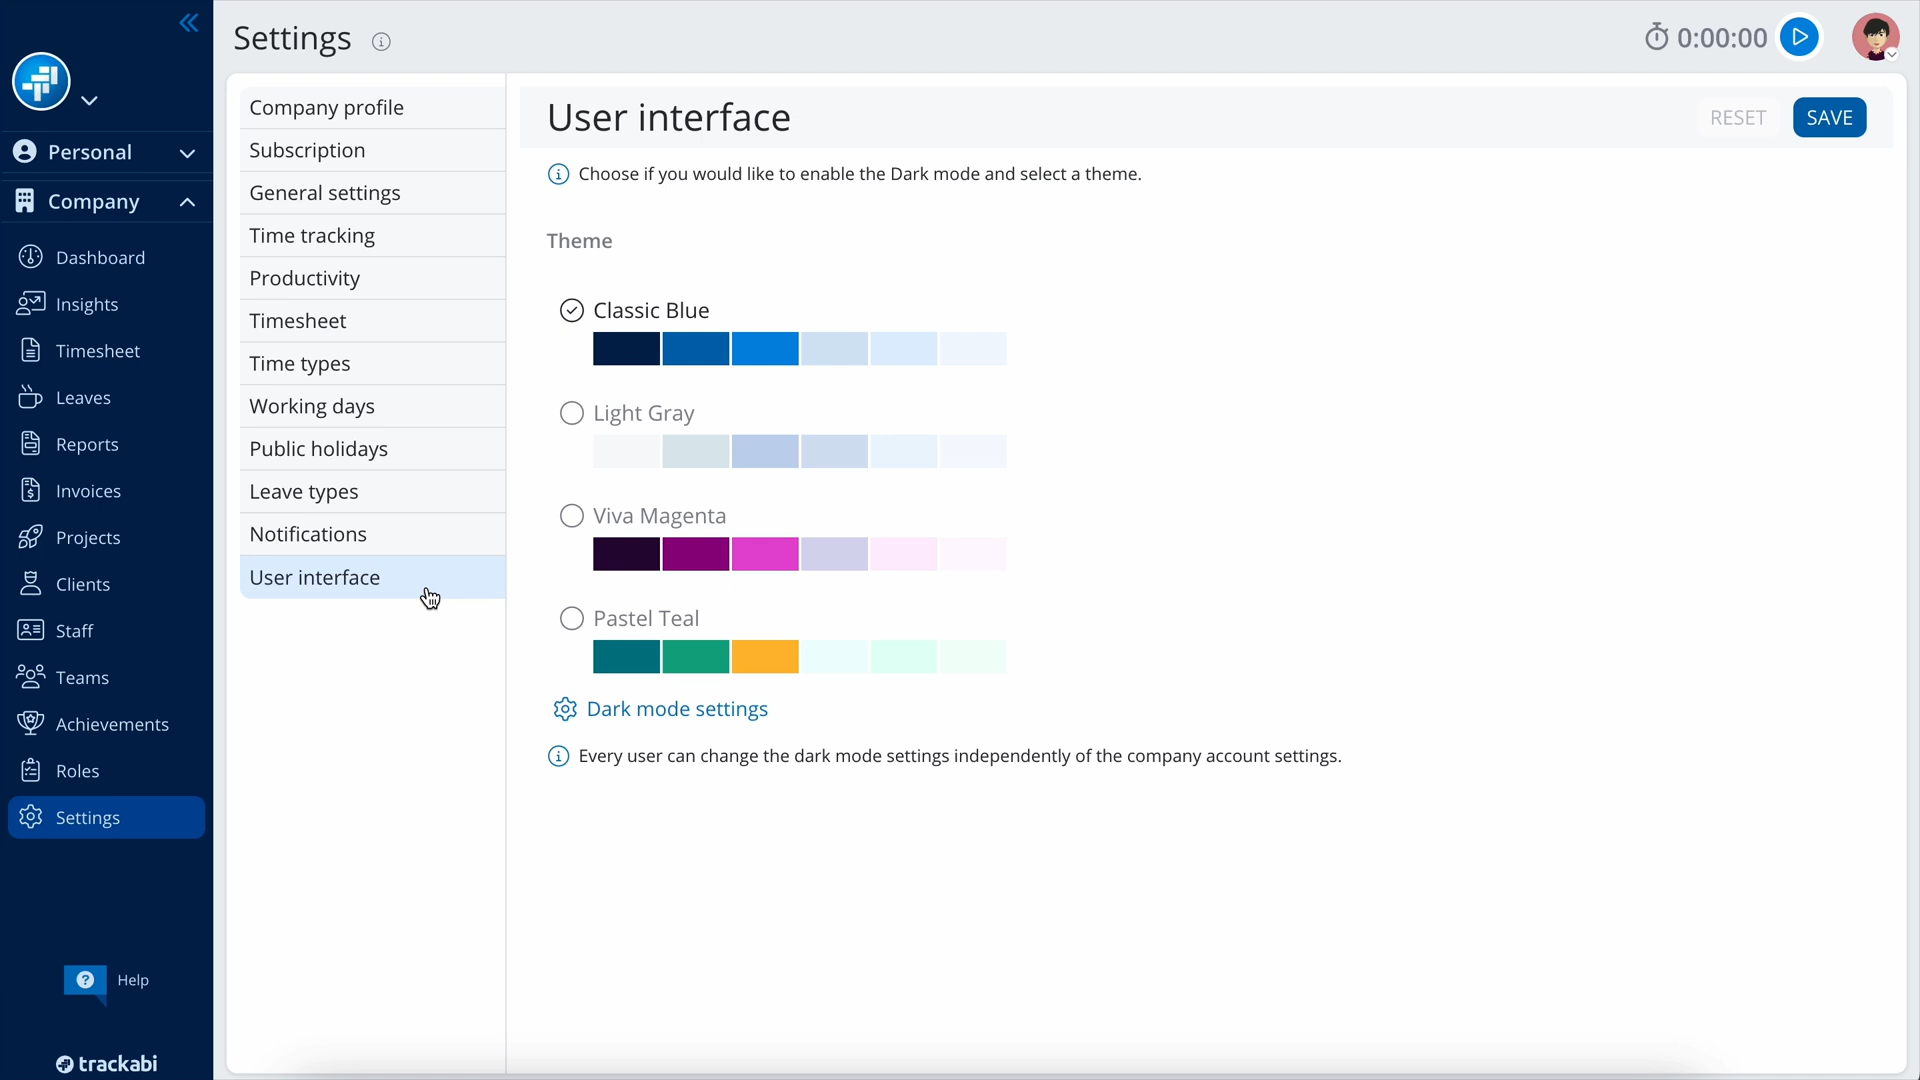 Settings
0:00:00
Personal
Company
Dashboard
Insights
Timesheet
Leaves
Reports
Invoices
Projects
Clients
Staff
Teams
Achievements
Roles
Settings
Help
trackabi
Company profile
Subscription
General settings
Time tracking
Productivity
Timesheet
Time types
Working days
Public holidays
Leave types
Notifications
User interface
User interface
RESET
SAVE
Choose if you would like to enable the Dark mode and select a theme.
Theme
Classic Blue
Light Gray
Viva Magenta
Pastel Teal
Dark mode settings
Every user can change the dark mode settings independently of the company account settings.